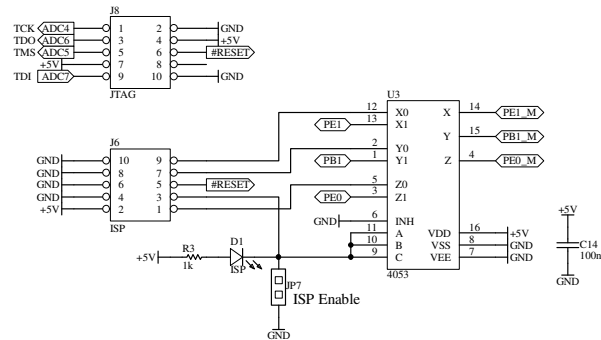 J8
TCK ADC4 1 2 GND
TDO ADC6 3 4 +5V
TMS ADC5 5 6 #RESET
+5V 7 8
TDI ADC7 9 10 GND
JTAG
U3
12 X0 X 14 PE1_M
PE1 13 X1
Y 15 PB1_M
J6
2 Y0
GND 10 9
PB1 1 Y1 Z 4 PE0_M
GND 8 7
GND 6 5 #RESET
5 Z0
GND 4 3
PE0 3 Z1
+5V 2 1
ISP
GND 6 INH
11 A VDD 16 +5V
10 B VSS 8 GND
9 C VEE 7 GND
4053
+5V
C14
100n
GND
R3
D1
+5V
1k
ISP
JP7
ISP Enable
GND